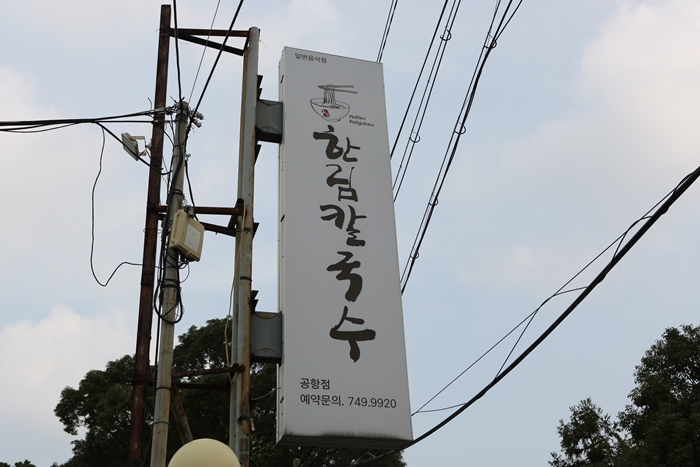 일반음식점
Hallim
Kalguksu
한림칼국수
공항점
예약문의. 749.9920